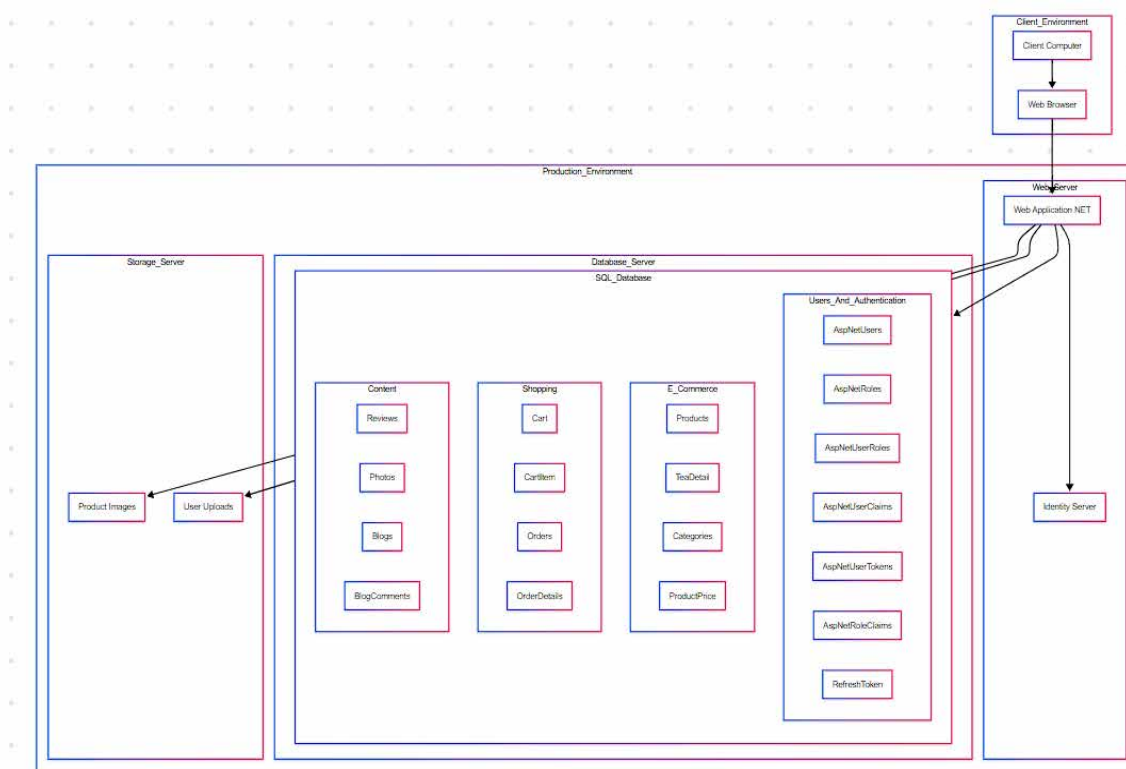 Client_Environment
Client Computer
Web Browser
Production_Environment
Web_Server
Web Application NET
Identity Server
Storage_Server
Product Images
User Uploads
Database_Server
SQL_Database
Content
Reviews
Photos
Blogs
BlogComments
Shopping
Cart
CartItem
Orders
OrderDetails
E_Commerce
Products
TeaDetail
Categories
ProductPrice
Users_And_Authentication
AspNetUsers
AspNetRoles
AspNetUserRoles
AspNetUserClaims
AspNetUserTokens
AspNetRoleClaims
RefreshToken